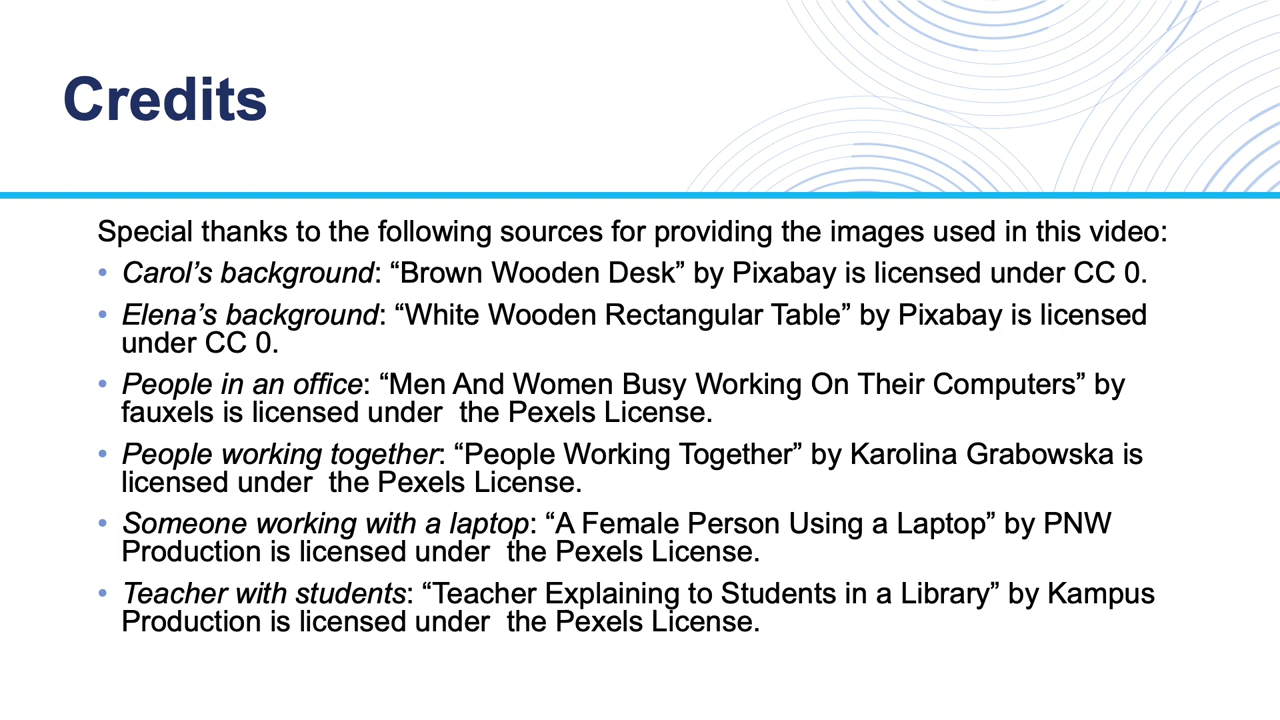 Credits
Special thanks to the following sources for providing the images used in this video:
• Carol’s background: “Brown Wooden Desk” by Pixabay is licensed under CC 0.
• Elena’s background: “White Wooden Rectangular Table” by Pixabay is licensed
under CC 0.
• People in an office: “Men And Women Busy Working On Their Computers” by
fauxels is licensed under  the Pexels License.
• People working together: “People Working Together” by Karolina Grabowska is
licensed under  the Pexels License.
• Someone working with a laptop: “A Female Person Using a Laptop” by PNW
Production is licensed under  the Pexels License.
• Teacher with students: “Teacher Explaining to Students in a Library” by Kampus
Production is licensed under  the Pexels License.